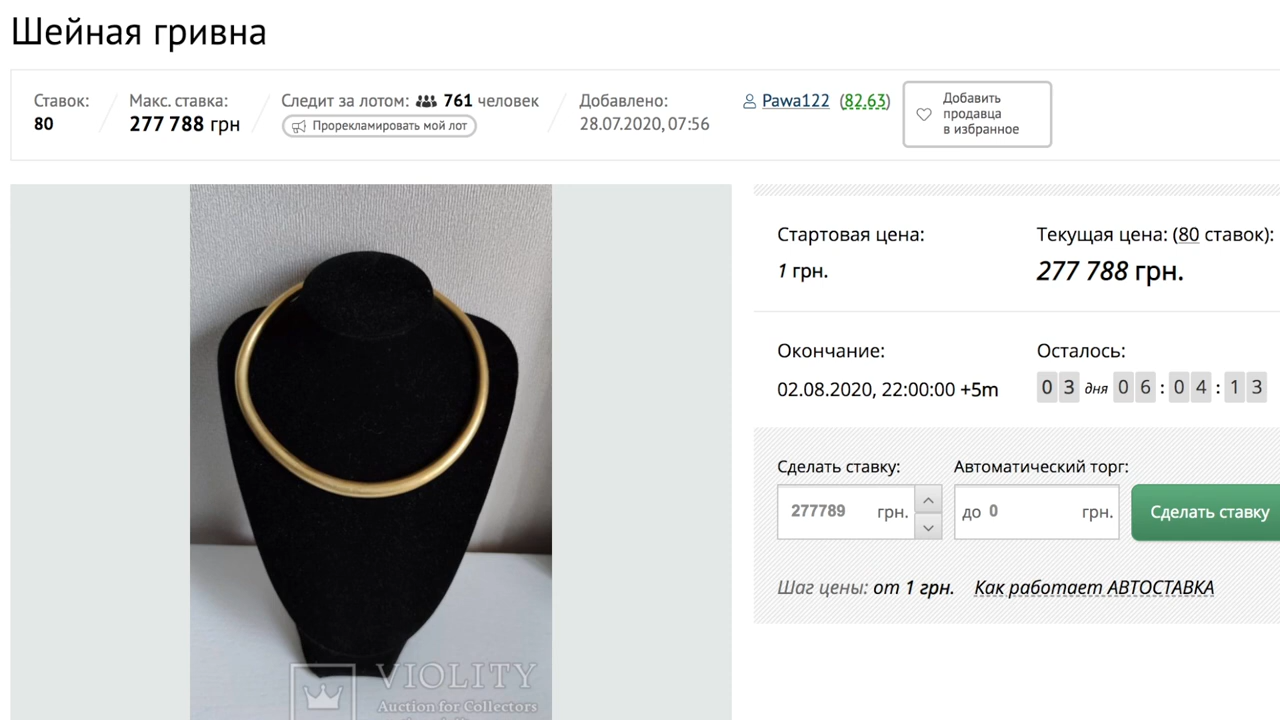 Шейная гривна
Ставок:
80
Макс. ставка:
277 788 грн
Следит за лотом: 761 человек
Прорекламировать мой лот
Добавлено:
28.07.2020, 07:56
Pawa122 (82.63)
Добавить
продавца
в избранное
Стартовая цена:
1 грн.
Текущая цена: (80 ставок):
277 788 грн.
Окончание:
02.08.2020, 22:00:00 +5m
Осталось:
03 дня 06:04:13
Сделать ставку:
277789 грн.
Автоматический торг:
до 0 грн.
Сделать ставку
Шаг цены: от 1 грн. Как работает АВТОСТАВКА
VIOLITY
Auction for Collectors